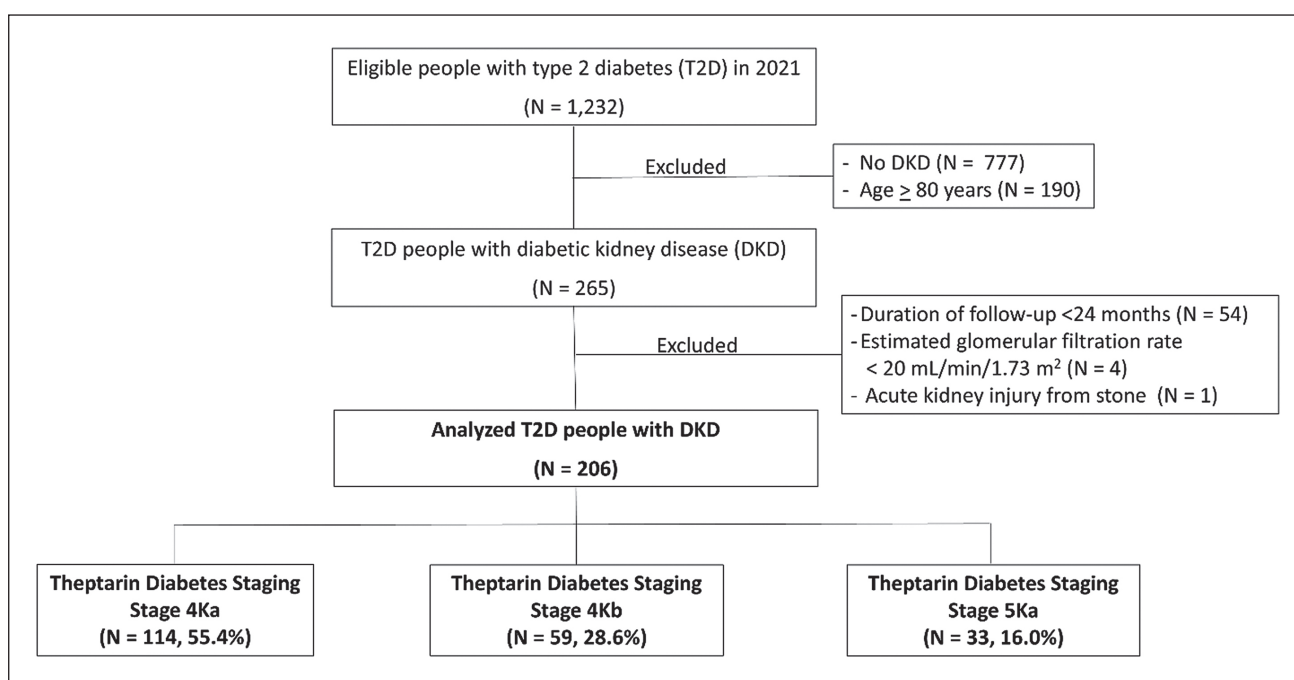 Eligible people with type 2 diabetes (T2D) in 2021
(N = 1,232)
Excluded
- No DKD (N =  777)
- Age ≥ 80 years (N = 190)
T2D people with diabetic kidney disease (DKD)
(N = 265)
Excluded
-Duration of follow-up <24 months (N = 54)
-Estimated glomerular filtration rate
< 20 mL/min/1.73 m² (N = 4)
- Acute kidney injury from stone  (N = 1)
Analyzed T2D people with DKD
(N = 206)
Theptarin Diabetes Staging
Stage 4Ka
(N = 114, 55.4%)
Theptarin Diabetes Staging
Stage 4Kb
(N = 59, 28.6%)
Theptarin Diabetes Staging
Stage 5Ka
(N = 33, 16.0%)